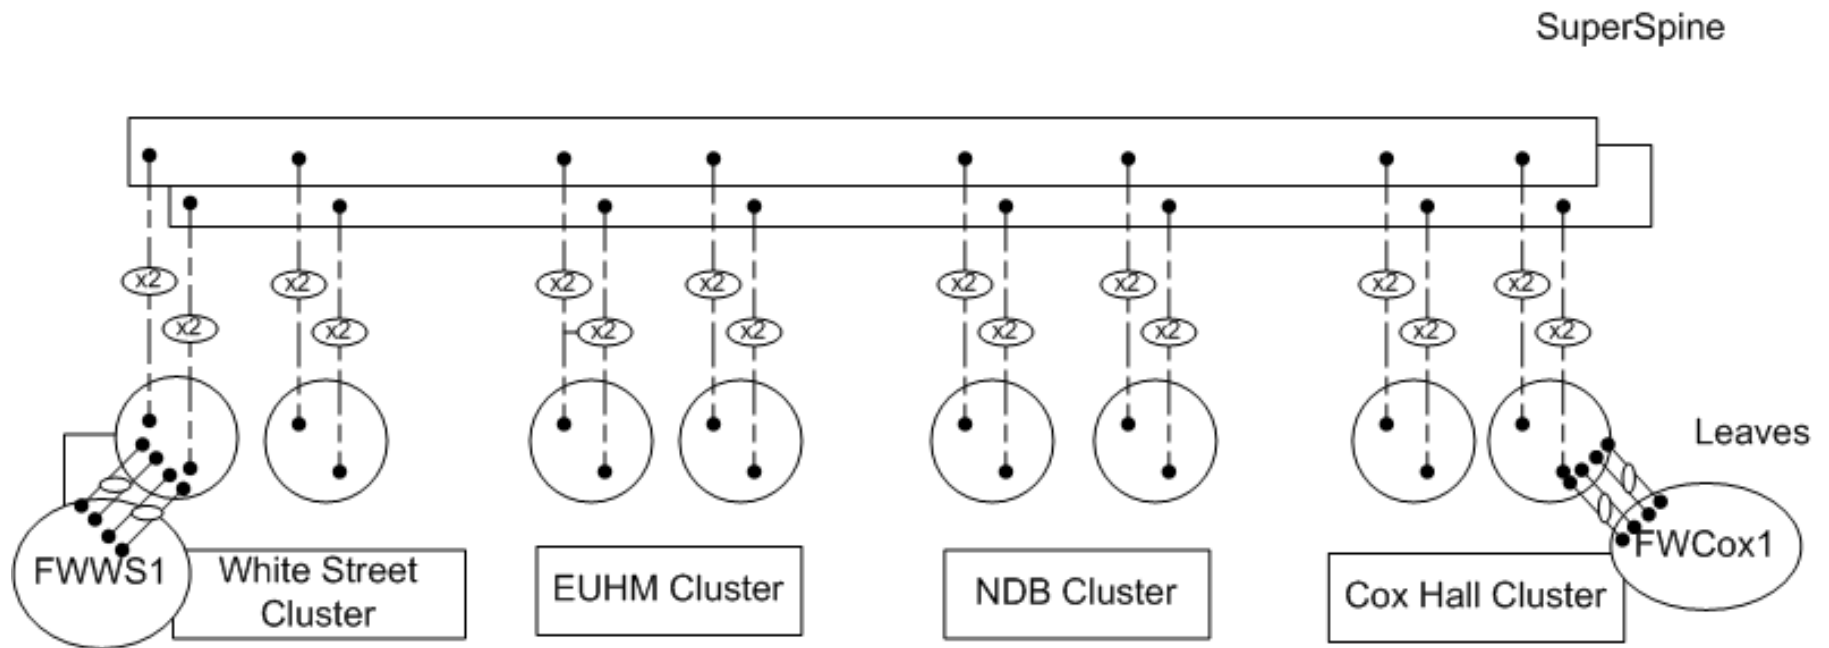 SuperSpine
x2 x2 x2 x2 x2 x2 x2 x2
x2 x2 x2 x2 x2 x2 x2 x2
Leaves
FWWS1
White Street
Cluster
EUHM Cluster
NDB Cluster
Cox Hall Cluster
FWCox1